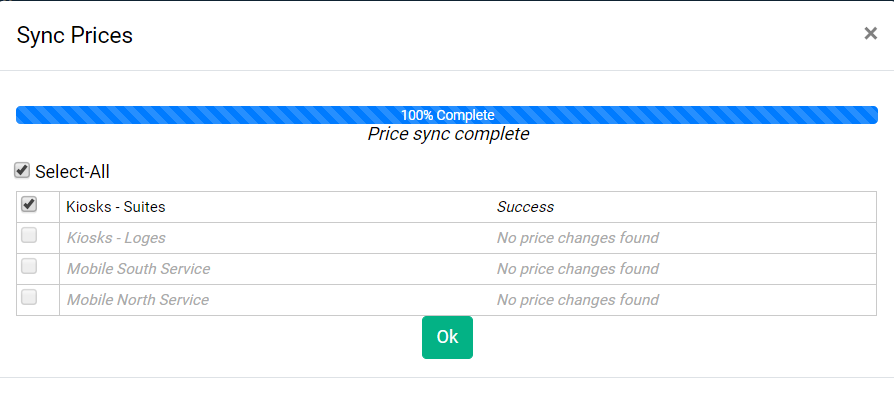 Sync Prices ×
100% Complete
Price sync complete
Select-All
Kiosks - Suites Success
Kiosks - Loges No price changes found
Mobile South Service No price changes found
Mobile North Service No price changes found
Ok